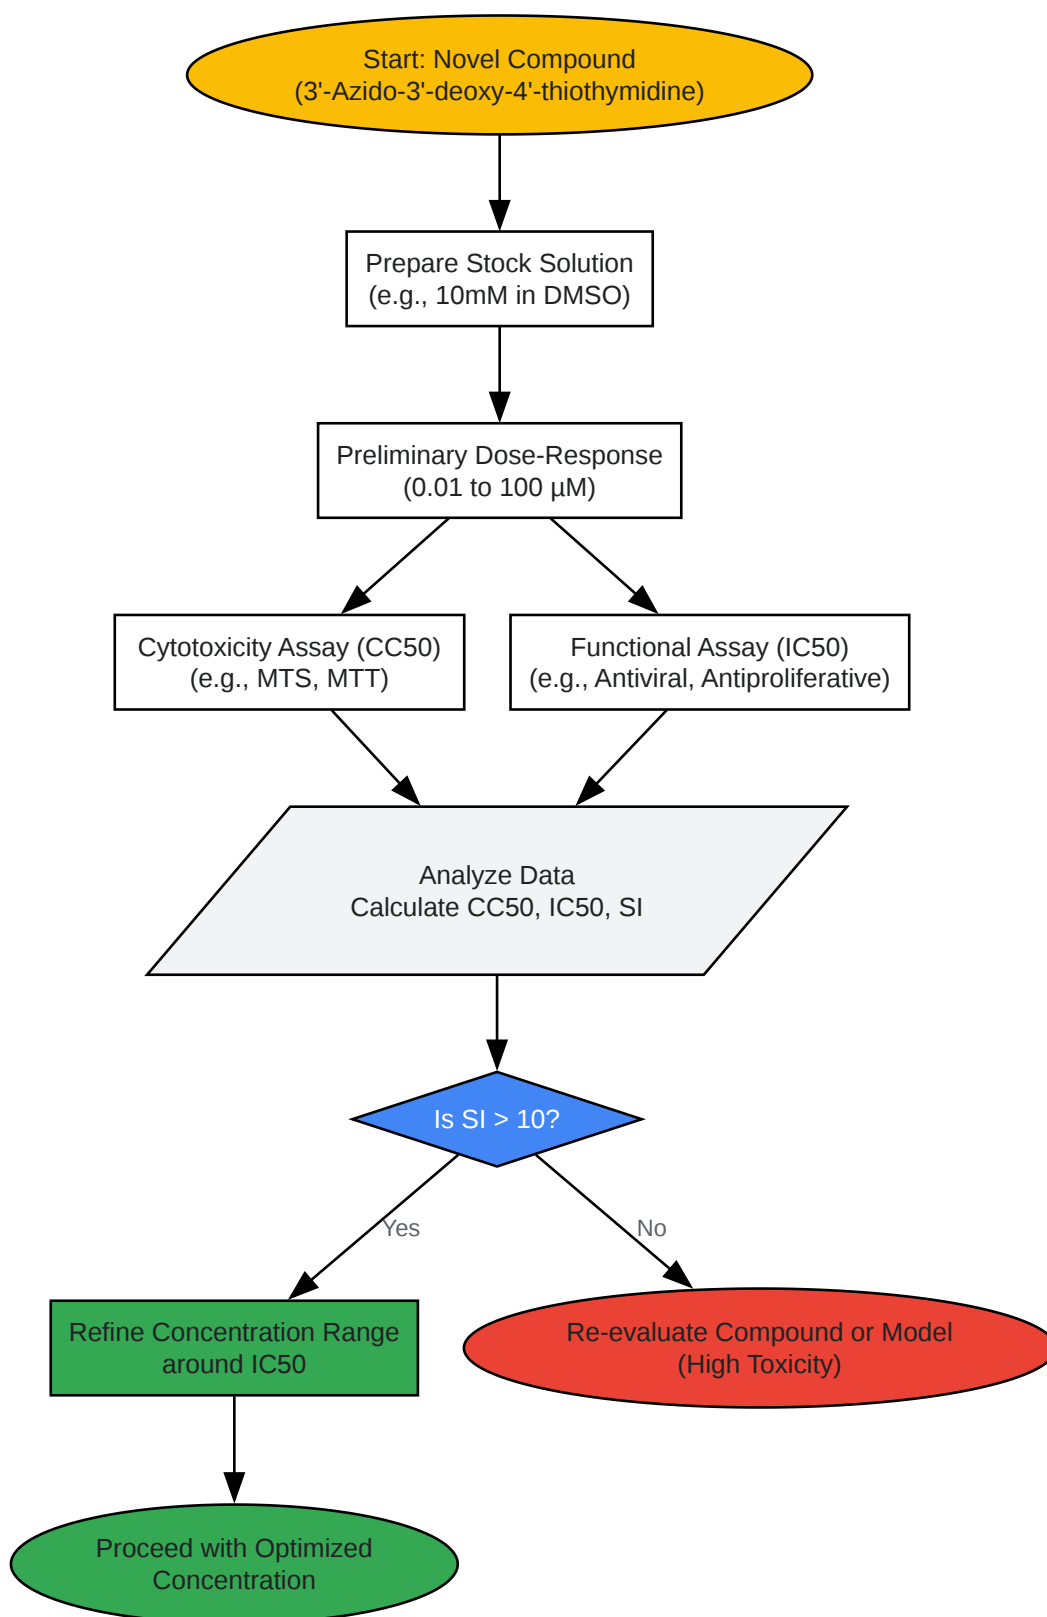 Start: Novel Compound
(3'-Azido-3'-deoxy-4'-thiothymidine)
Prepare Stock Solution
(e.g., 10mM in DMSO)
Preliminary Dose-Response
(0.01 to 100 µM)
Cytotoxicity Assay (CC50)
(e.g., MTS, MTT)
Functional Assay (IC50)
(e.g., Antiviral, Antiproliferative)
Analyze Data
Calculate CC50, IC50, SI
Is SI > 10?
Yes
No
Refine Concentration Range
around IC50
Re-evaluate Compound or Model
(High Toxicity)
Proceed with Optimized
Concentration